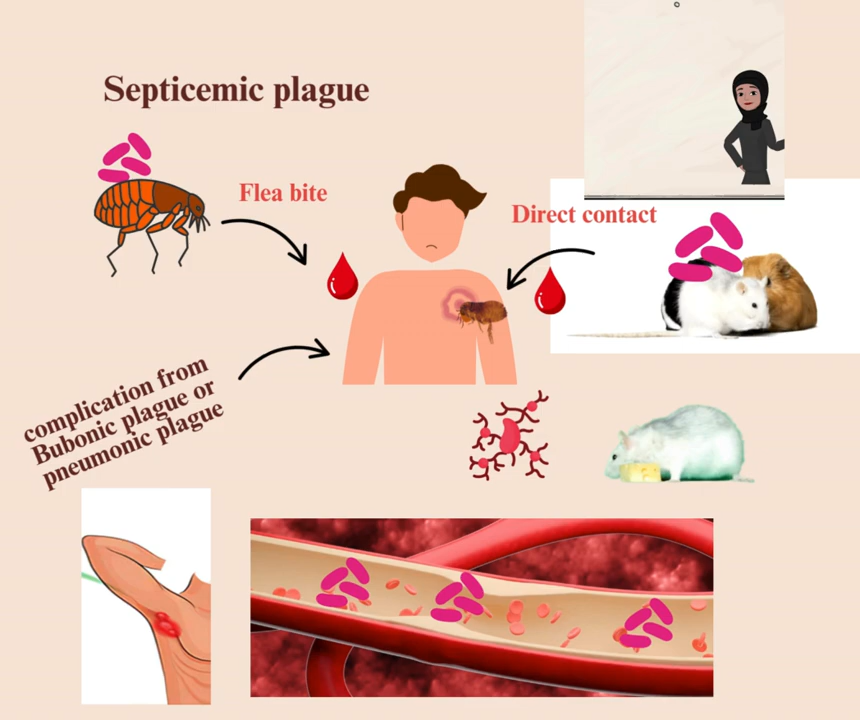 Septicemic plague
Flea bite
Direct contact
complication from
Bubonic plague or
pneumonic plague